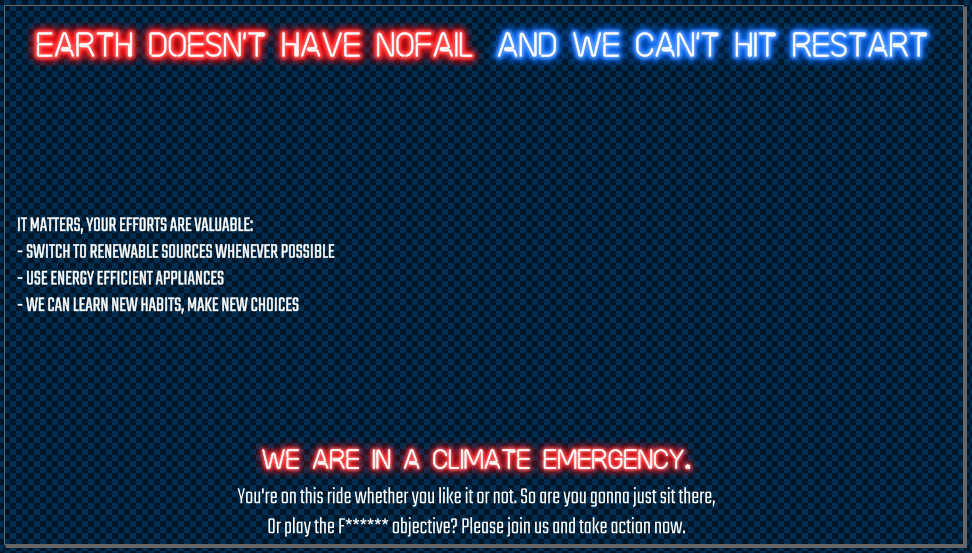 EARTH DOESN'T HAVE NOFAIL AND WE CAN'T HIT RESTART
IT MATTERS, YOUR EFFORTS ARE VALUABLE:
- SWITCH TO RENEWABLE SOURCES WHENEVER POSSIBLE
- USE ENERGY EFFICIENT APPLIANCES
- WE CAN LEARN NEW HABITS, MAKE NEW CHOICES
WE ARE IN A CLIMATE EMERGENCY.
You're on this ride whether you like it or not. So are you gonna just sit there,
Or play the F****** objective? Please join us and take action now.